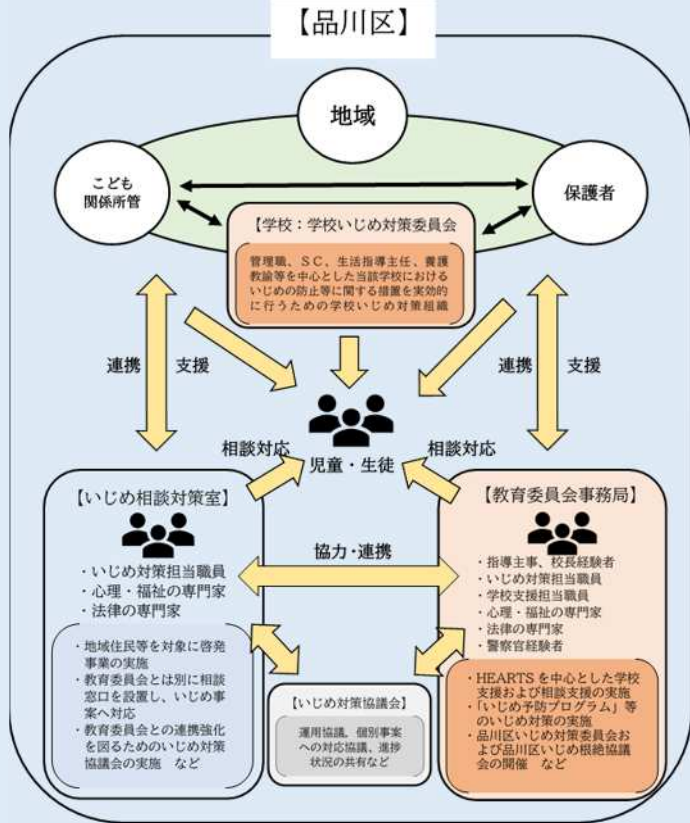 【品川区】
地域
こども
関係所管
保護者
【学校：学校いじめ対策委員会
管理職、ＳＣ、生活指導主任、養護
教諭等を中心とした当該学校における
いじめの防止等に関する措置を実効的
に行うための学校いじめ対策組織
連携
支援
連携
支援
児童・生徒
相談対応
相談対応
【いじめ相談対策室】
・いじめ対策担当職員
・心理・福祉の専門家
・法律の専門家
・地域住民等を対象に啓発
事業の実施
・教育委員会とは別に相談
窓口を設置し、いじめ事案
へ対応
・教育委員会との連携強化
を図るためのいじめ対策
協議会の実施　など
協力・連携
【いじめ対策協議会】
運用協議、個別事案
への対応協議、進捗
状況の共有など
【教育委員会事務局】
・指導主事、校長経験者
・いじめ対策担当職員
・学校支援担当職員
・心理・福祉の専門家
・法律の専門家
・警察官経験者
・HEARTSを中心とした学校
支援および相談支援の実施
・「いじめ予防プログラム」等
のいじめ対策の実施
・品川区いじめ対策委員会お
よび品川区いじめ根絶協議
会の開催　など